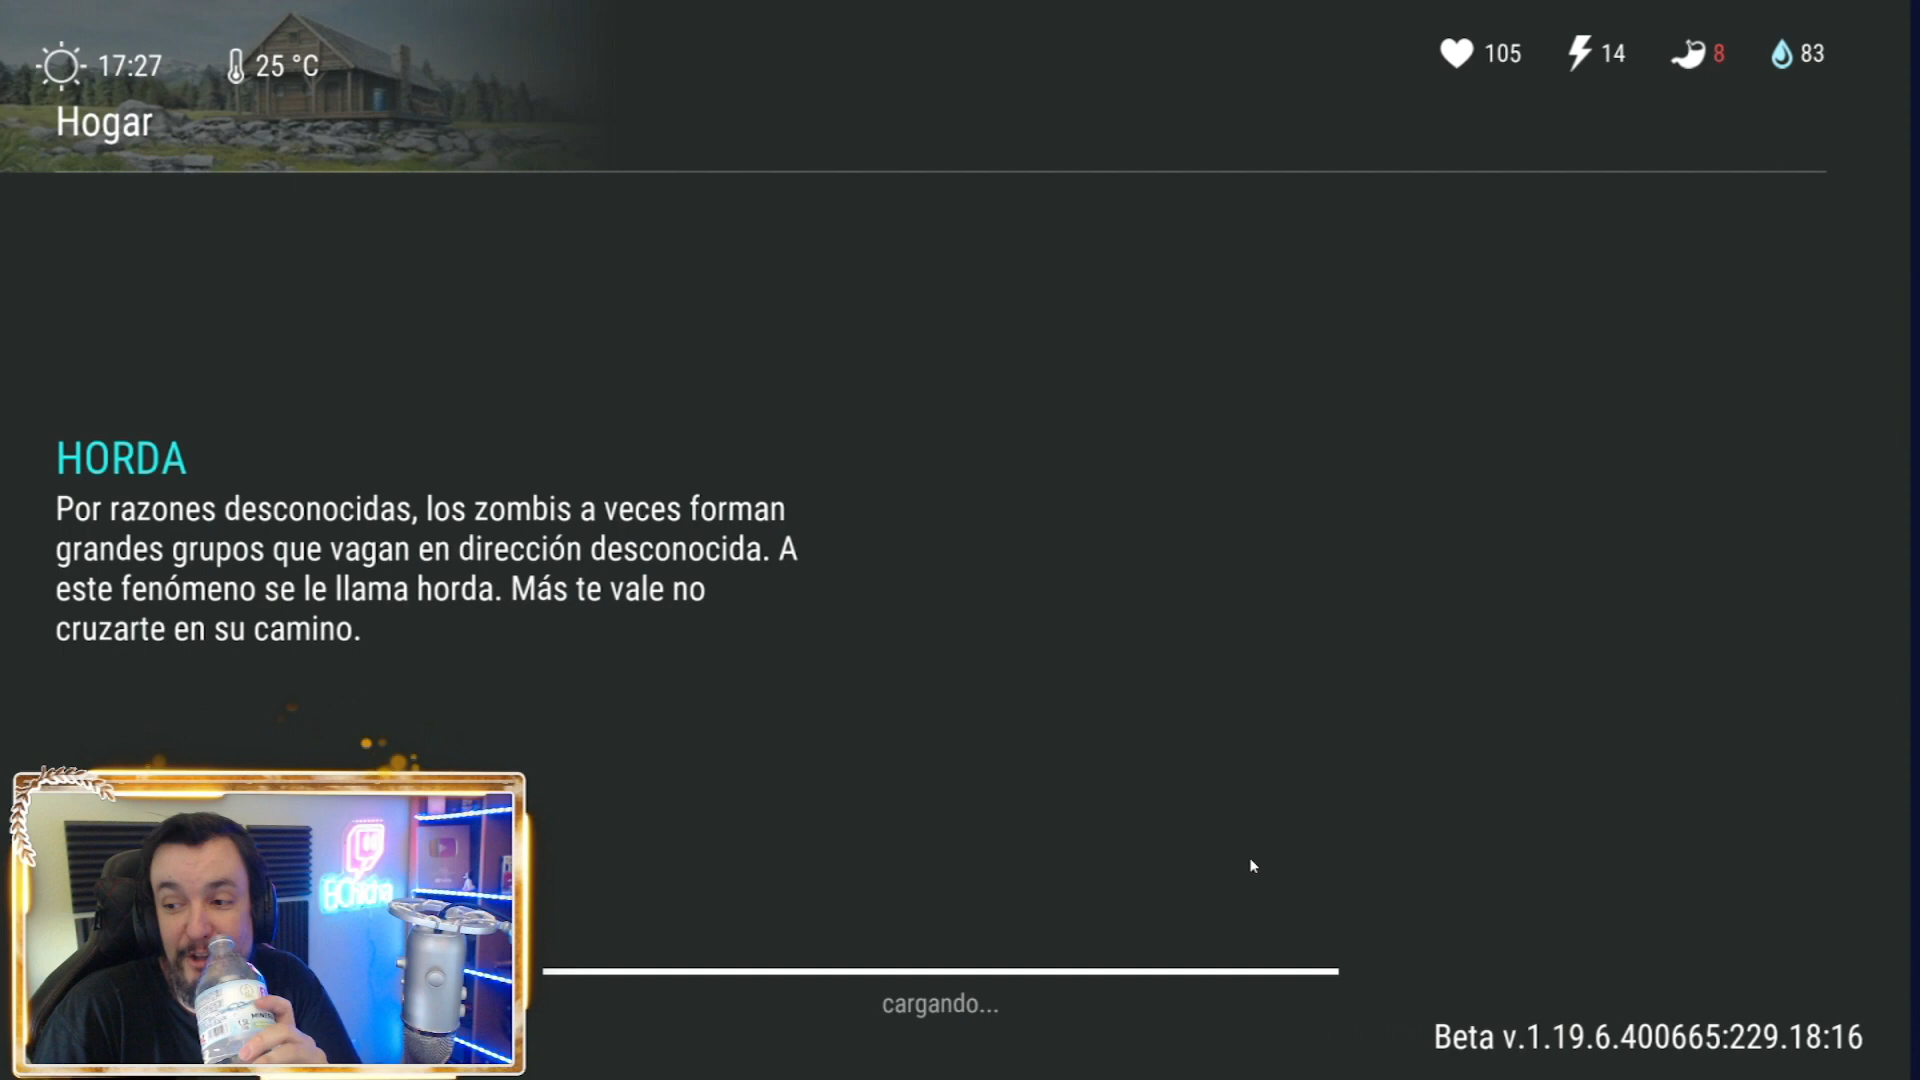 17:27
25 °C
105
14
8
83
Hogar
HORDA
Por razones desconocidas, los zombis a veces forman
grandes grupos que vagan en dirección desconocida. A
este fenómeno se le llama horda. Más te vale no
cruzarte en su camino.
cargando...
Beta v.1.19.6.400665:229.18:16